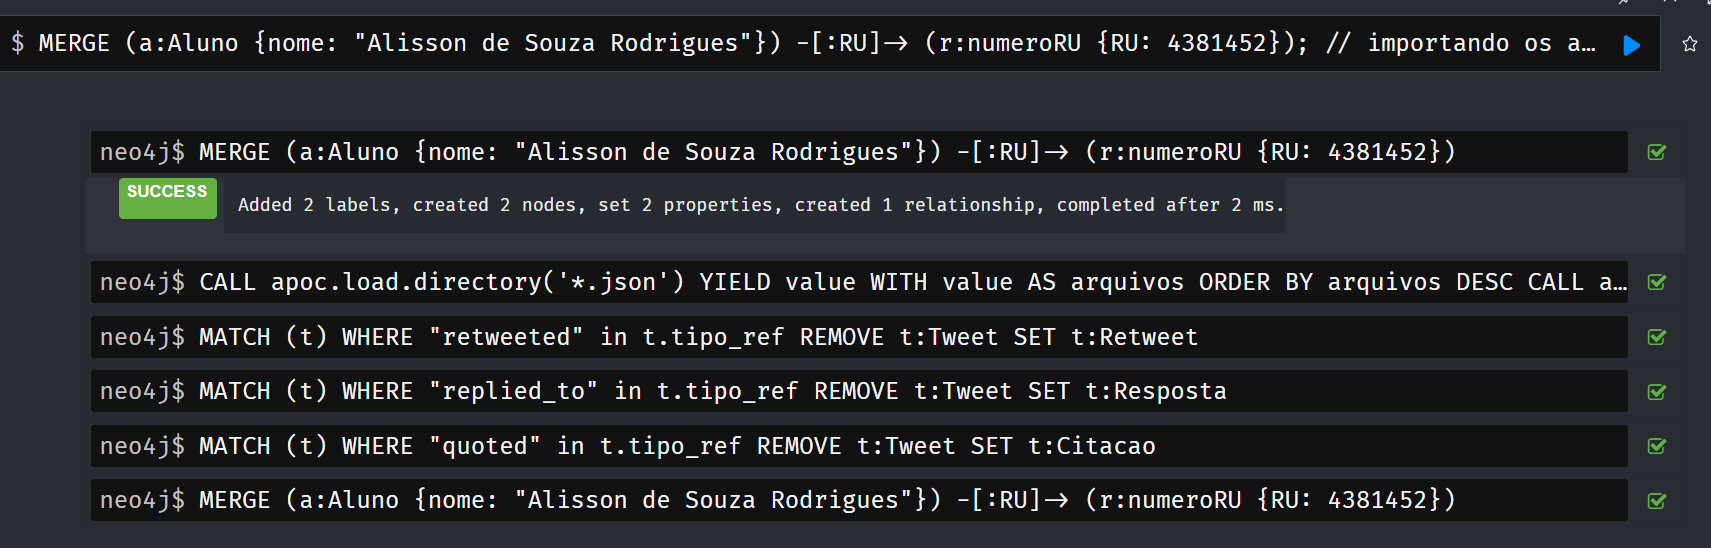 $ MERGE (a:Aluno {nome: "Alisson de Souza Rodrigues"}) -[:RU]-> (r:numeroRU {RU: 4381452}); // importando os a…
neo4j$ MERGE (a:Aluno {nome: "Alisson de Souza Rodrigues"}) -[:RU]-> (r:numeroRU {RU: 4381452})
SUCCESS Added 2 labels, created 2 nodes, set 2 properties, created 1 relationship, completed after 2 ms.
neo4j$ CALL apoc.load.directory('*.json') YIELD value WITH value AS arquivos ORDER BY arquivos DESC CALL a…
neo4j$ MATCH (t) WHERE "retweeted" in t.tipo_ref REMOVE t:Tweet SET t:Retweet
neo4j$ MATCH (t) WHERE "replied_to" in t.tipo_ref REMOVE t:Tweet SET t:Resposta
neo4j$ MATCH (t) WHERE "quoted" in t.tipo_ref REMOVE t:Tweet SET t:Citacao
neo4j$ MERGE (a:Aluno {nome: "Alisson de Souza Rodrigues"}) -[:RU]-> (r:numeroRU {RU: 4381452})